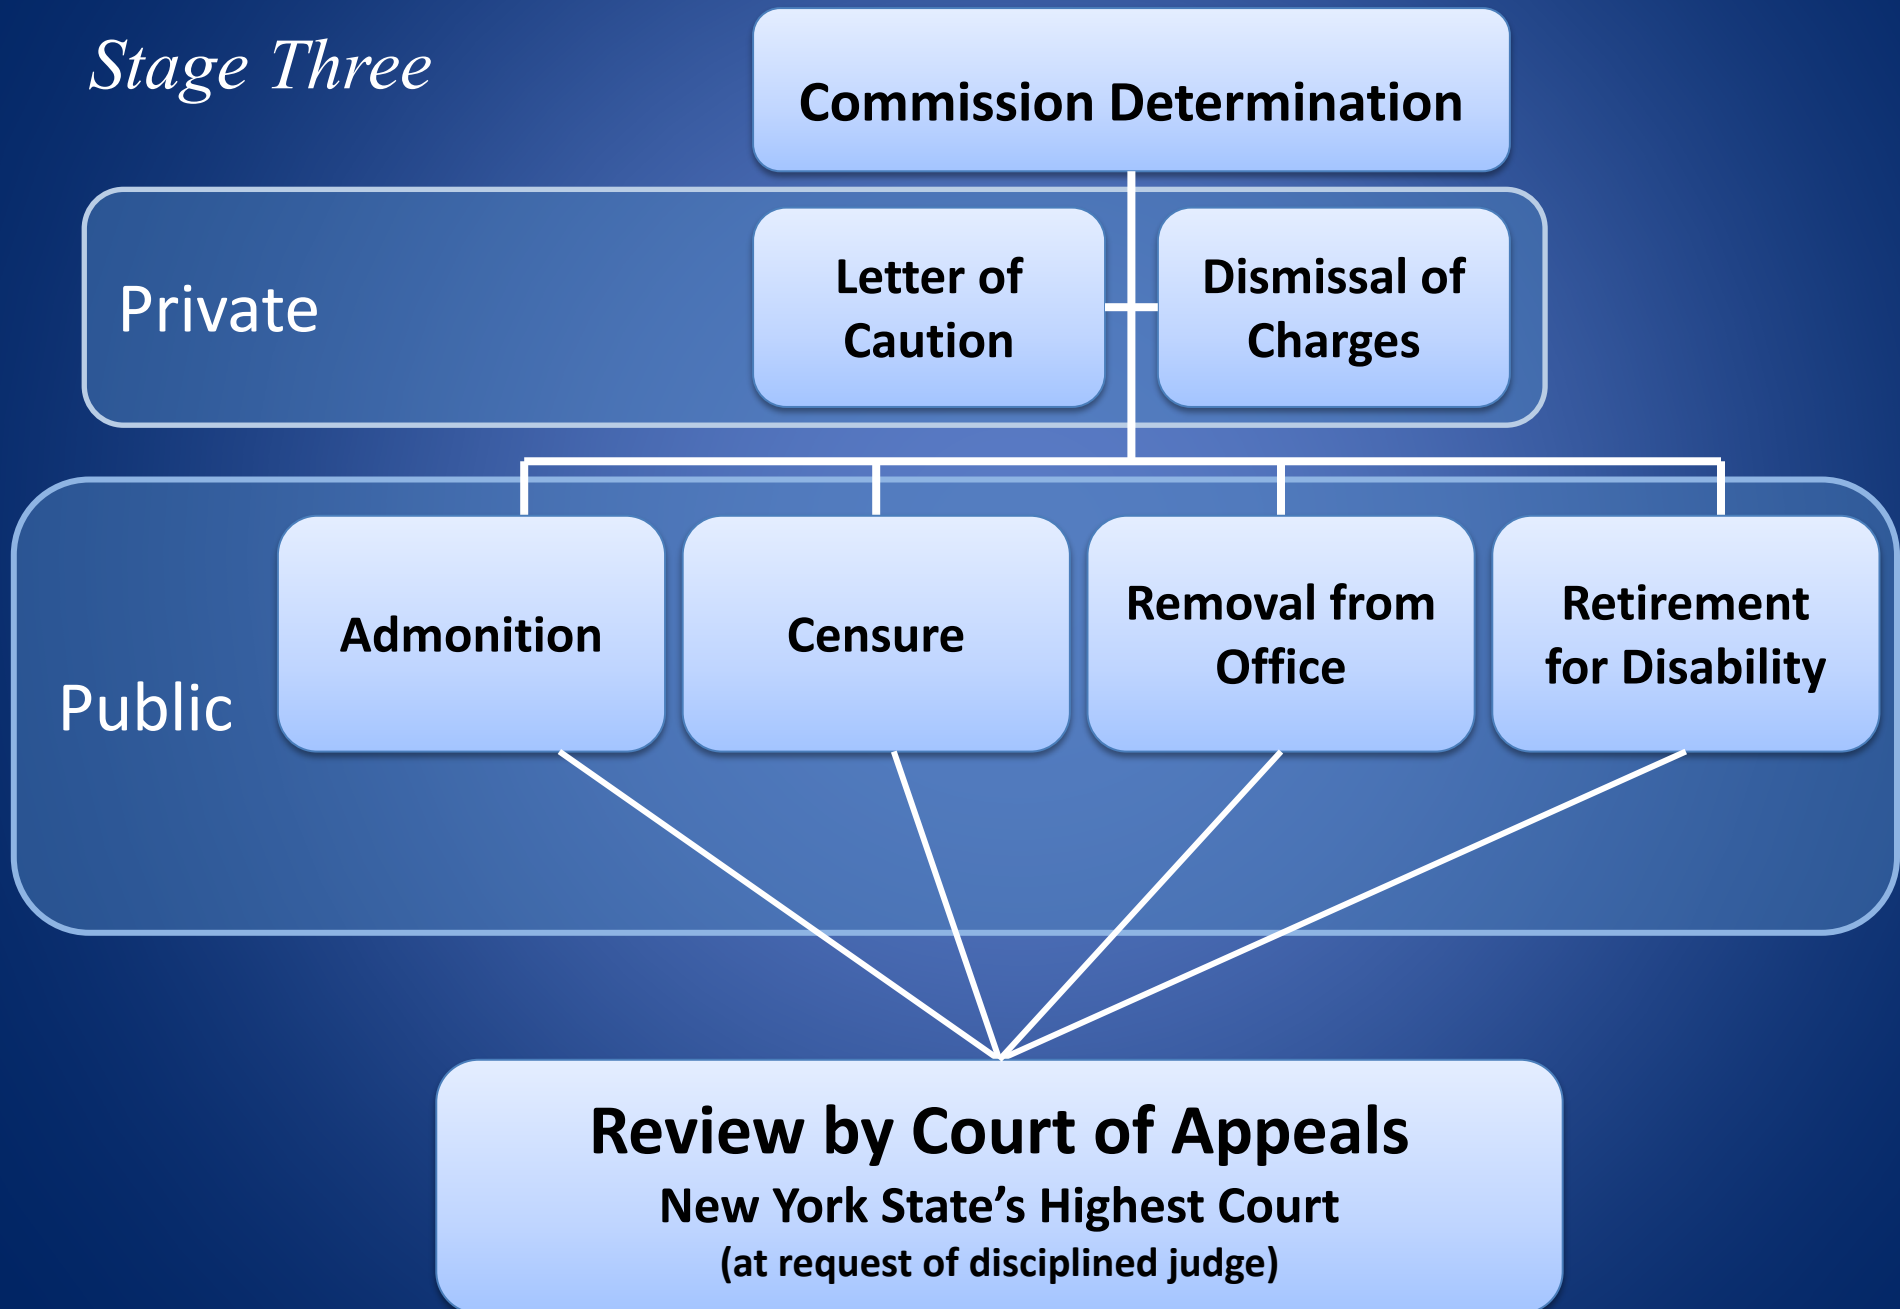 Stage Three
Commission Determination
Private
Letter of
Caution
Dismissal of
Charges
Public
Admonition
Censure
Removal from
Office
Retirement
for Disability
Review by Court of Appeals
New York State’s Highest Court
(at request of disciplined judge)